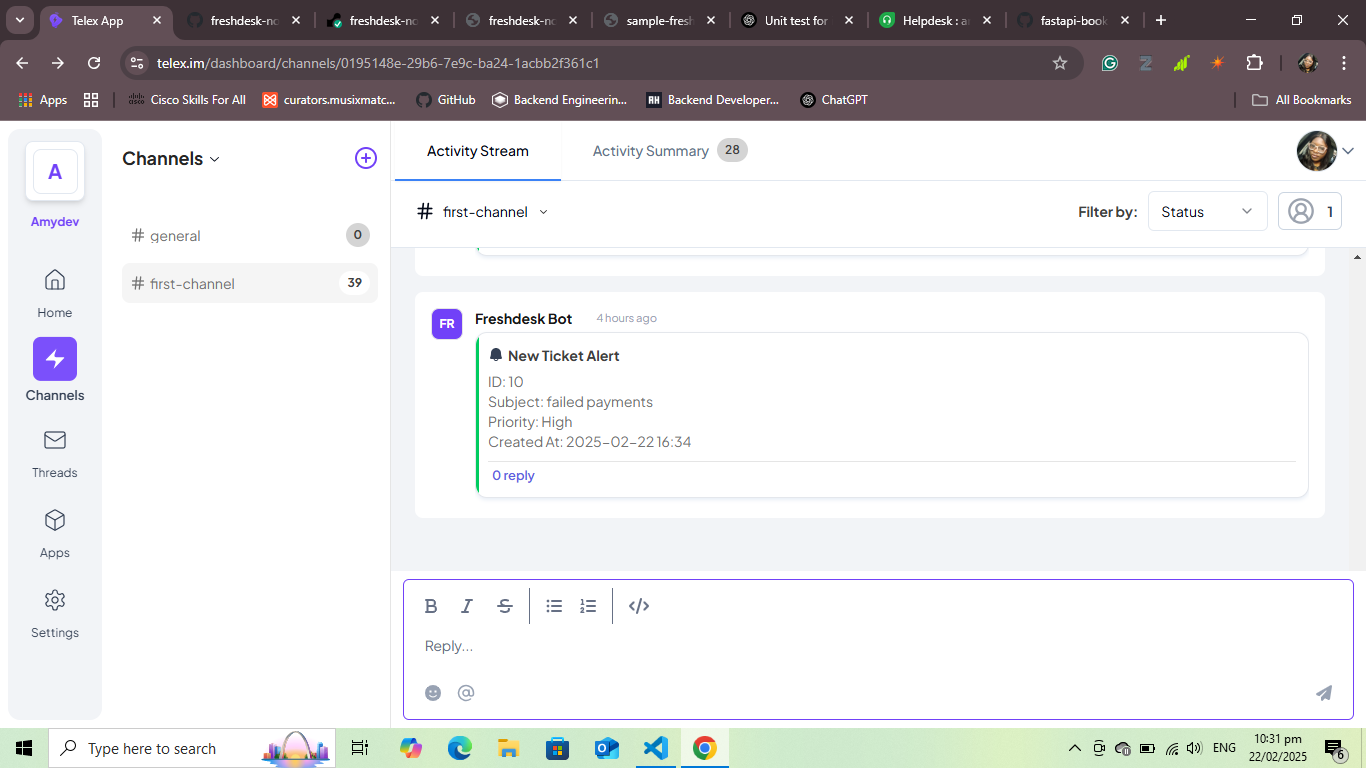 Telex App
freshdesk-no
freshdesk-no
freshdesk-no
sample-fresh
Unit test for
Helpdesk : a
fastapi-book
telex.im/dashboard/channels/0195148e-29b6-7e9c-ba24-1acbb2f361c1
Apps
Cisco Skills For All
curators.musixmatc...
GitHub
Backend Engineerin...
RH
Backend Developer...
ChatGPT
All Bookmarks
A
Amydev
Home
Channels
Threads
Apps
Settings
Channels
# general 0
# first-channel 39
Activity Stream
Activity Summary 28
# first-channel
Filter by:
Status
1
FR
Freshdesk Bot 4 hours ago
New Ticket Alert
ID: 10
Subject: failed payments
Priority: High
Created At: 2025-02-22 16:34
0 reply
Reply...
Type here to search
ENG
10:31 pm
22/02/2025
6